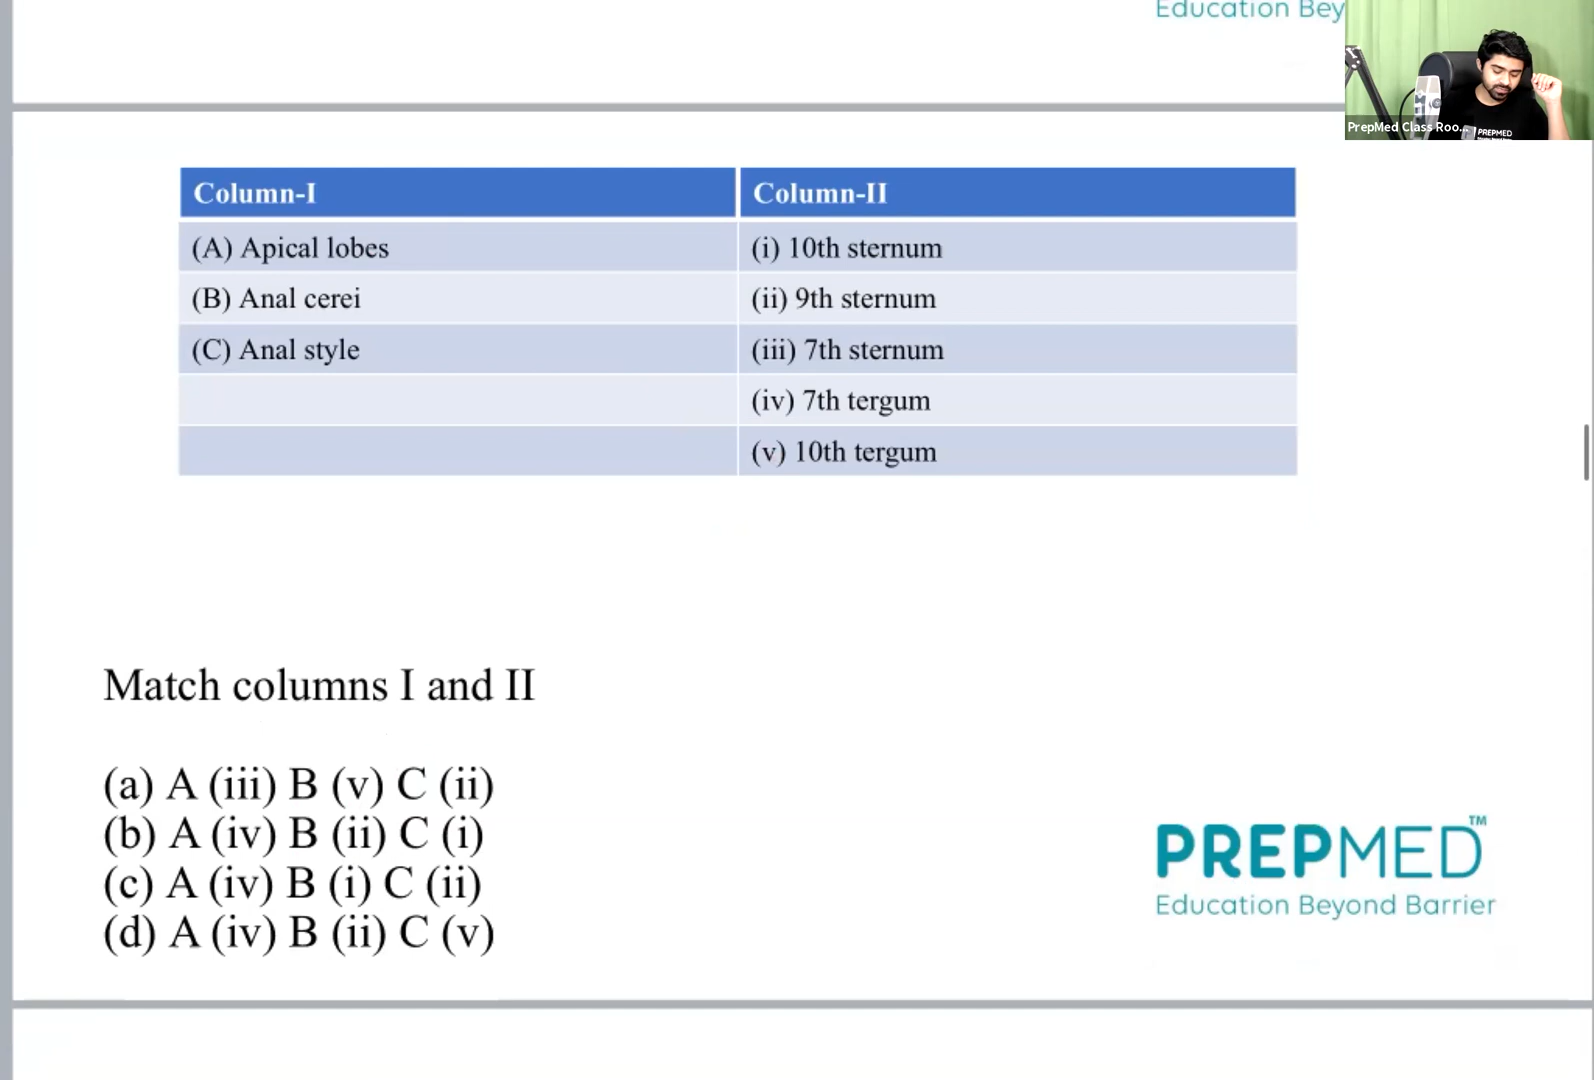 Education Bey
PrepMed Class Roo...
PREPMED
Column-I Column-II
(A) Apical lobes (i) 10th sternum
(B) Anal cerei (ii) 9th sternum
(C) Anal style (iii) 7th sternum
(iv) 7th tergum
(v) 10th tergum
Match columns I and II
(a) A (iii) B (v) C (ii)
(b) A (iv) B (ii) C (i)
(c) A (iv) B (i) C (ii)
(d) A (iv) B (ii) C (v)
PREPMED™
Education Beyond Barrier